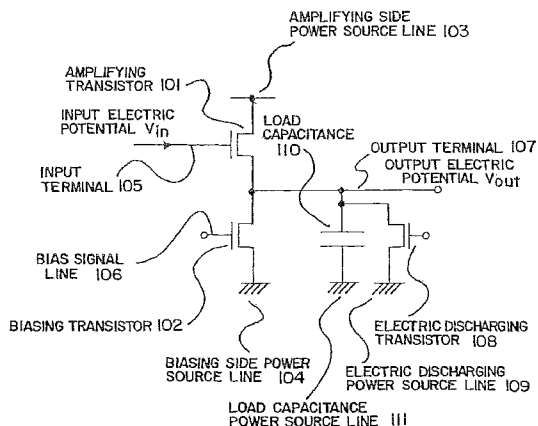 AMPLIFYING SIDE
POWER SOURCE LINE 103
AMPLIFYING
TRANSISTOR 101
INPUT ELECTRIC
POTENTIAL Vin
LOAD
CAPACITANCE
110
OUTPUT TERMINAL 107
OUTPUT ELECTRIC
POTENTIAL Vout
INPUT
TERMINAL 105
BIAS SIGNAL
LINE 106
BIASING TRANSISTOR 102
ELECTRIC DISCHARGING
TRANSISTOR 108
BIASING SIDE POWER
SOURCE LINE 104
ELECTRIC DISCHARGING
POWER SOURCE LINE 109
LOAD CAPACITANCE
POWER SOURCE LINE 111